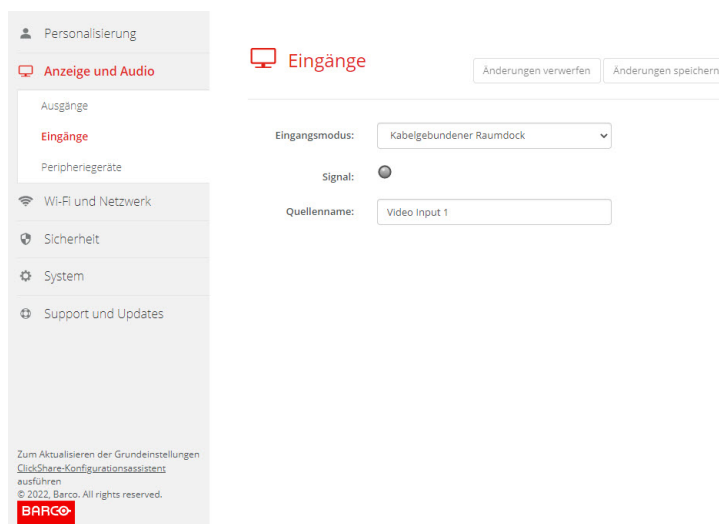 Personalisierung
Anzeige und Audio
Ausgänge
Eingänge
Peripheriegeräte
Wi-Fi und Netzwerk
Sicherheit
System
Support und Updates
Zum Aktualisieren der Grundeinstellungen
ClickShare-Konfigurationsassistent
ausführen
© 2022, Barco. All rights reserved.
BARCO
Eingänge
Änderungen verwerfen
Änderungen speichern
Eingangsmodus: Kabelgebundener Raumdock
Signal:
Quellenname: Video Input 1